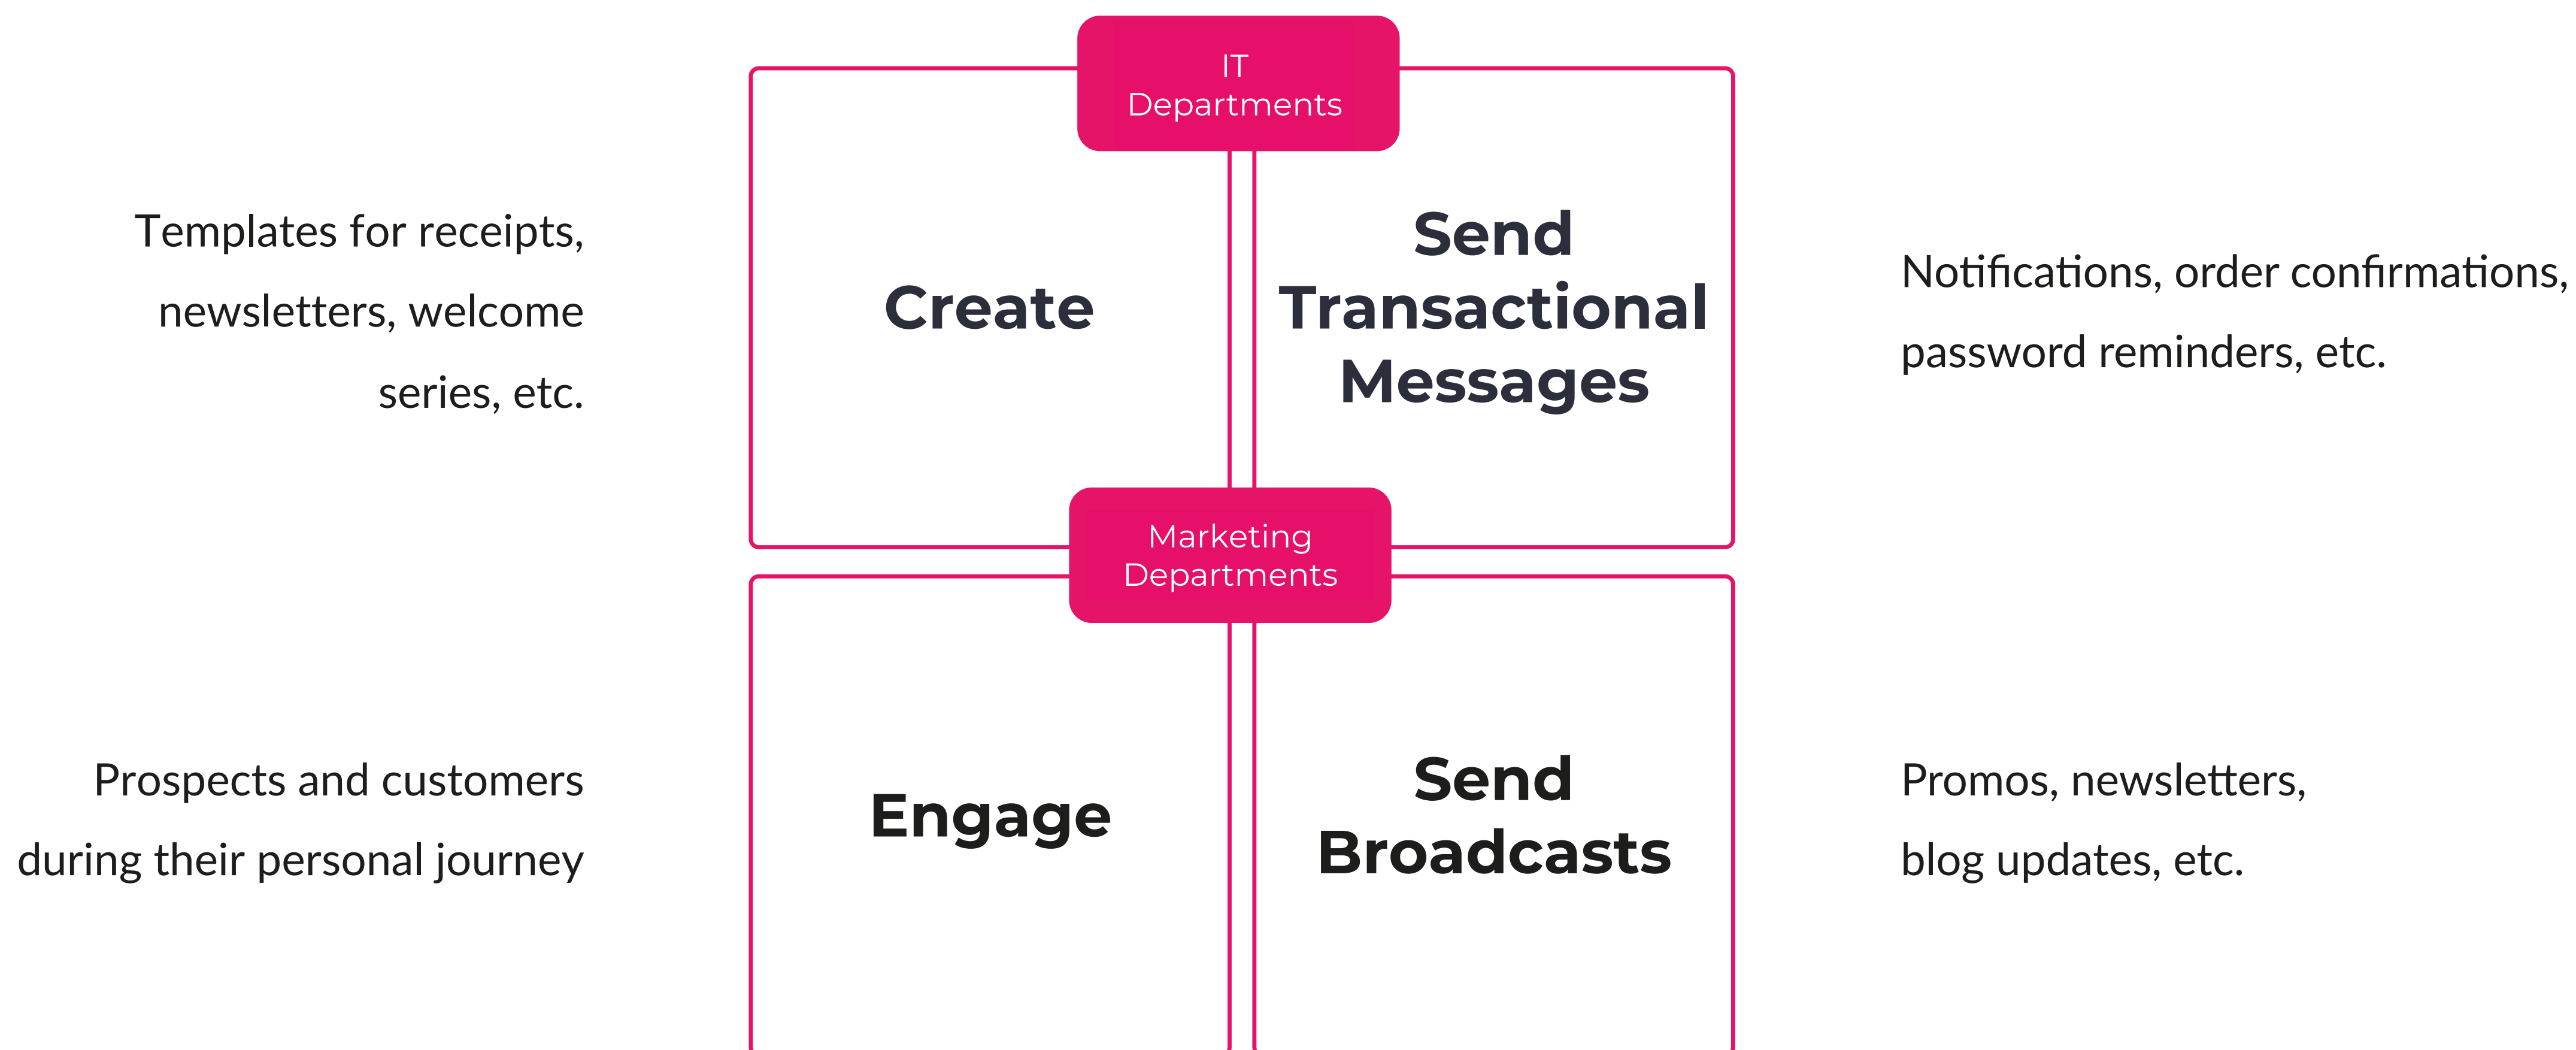 IT
Departments
Templates for receipts,
newsletters, welcome
series, etc.
Create
Send
Transactional
Messages
Notifications, order confirmations,
password reminders, etc.
Marketing
Departments
Prospects and customers
during their personal journey
Engage
Send
Broadcasts
Promos, newsletters,
blog updates, etc.